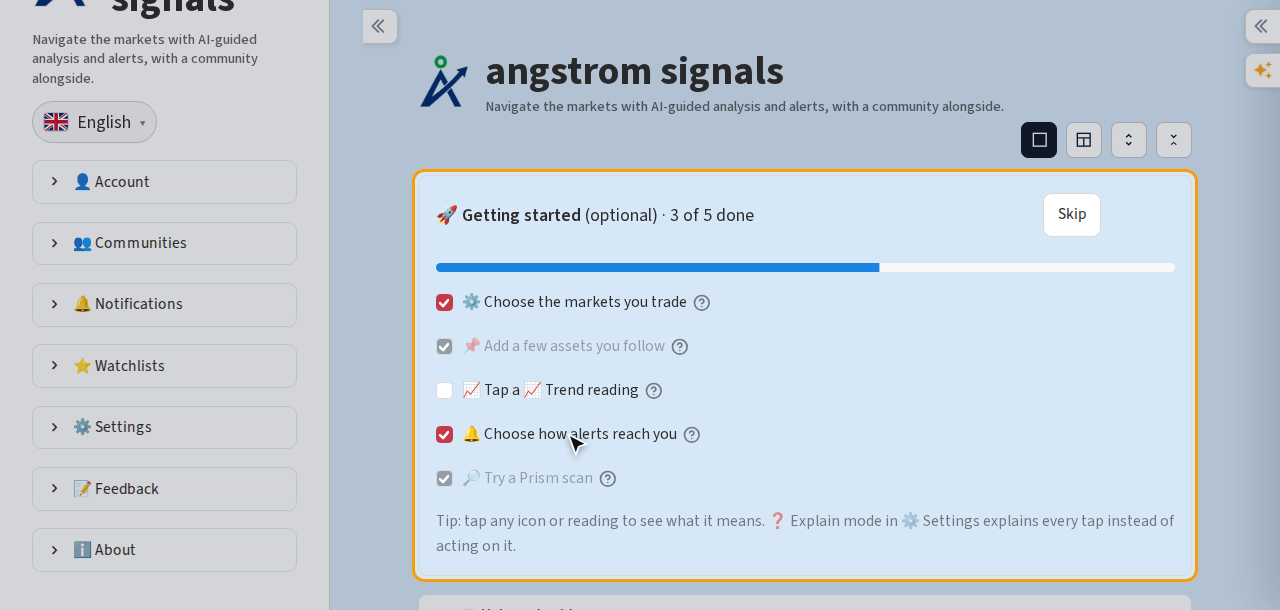 signals
Navigate the markets with AI-guided
analysis and alerts, with a community
alongside.
English
Account
Communities
Notifications
Watchlists
Settings
Feedback
About
angstrom signals
Navigate the markets with AI-guided analysis and alerts, with a community alongside.
Getting started (optional) · 3 of 5 done
Skip
Choose the markets you trade
Add a few assets you follow
Tap a 📈 Trend reading
Choose how alerts reach you
Try a Prism scan
Tip: tap any icon or reading to see what it means. ❓ Explain mode in ⚙️ Settings explains every tap instead of
acting on it.